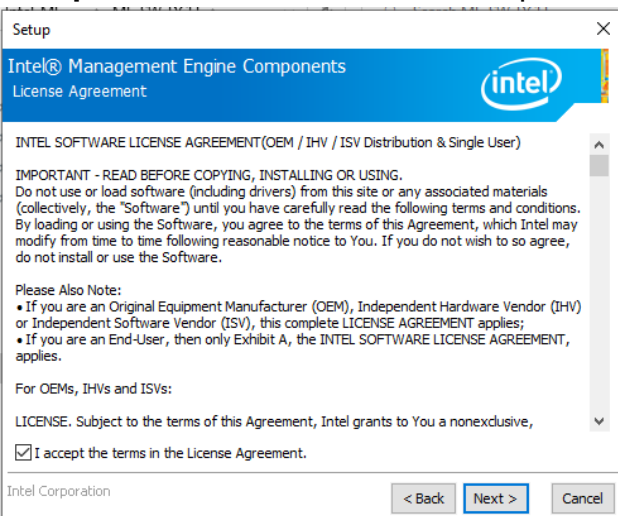 Setup
Intel® Management Engine Components
License Agreement
intel
INTEL SOFTWARE LICENSE AGREEMENT(OEM / IHV / ISV Distribution & Single User)
IMPORTANT - READ BEFORE COPYING, INSTALLING OR USING.
Do not use or load software (including drivers) from this site or any associated materials
(collectively, the "Software") until you have carefully read the following terms and conditions.
By loading or using the Software, you agree to the terms of this Agreement, which Intel may
modify from time to time following reasonable notice to You. If you do not wish to so agree,
do not install or use the Software.
Please Also Note:
• If you are an Original Equipment Manufacturer (OEM), Independent Hardware Vendor (IHV)
or Independent Software Vendor (ISV), this complete LICENSE AGREEMENT applies;
• If you are an End-User, then only Exhibit A, the INTEL SOFTWARE LICENSE AGREEMENT,
applies.
For OEMs, IHVs and ISVs:
LICENSE. Subject to the terms of this Agreement, Intel grants to You a nonexclusive,
I accept the terms in the License Agreement.
Intel Corporation
< Back Next > Cancel